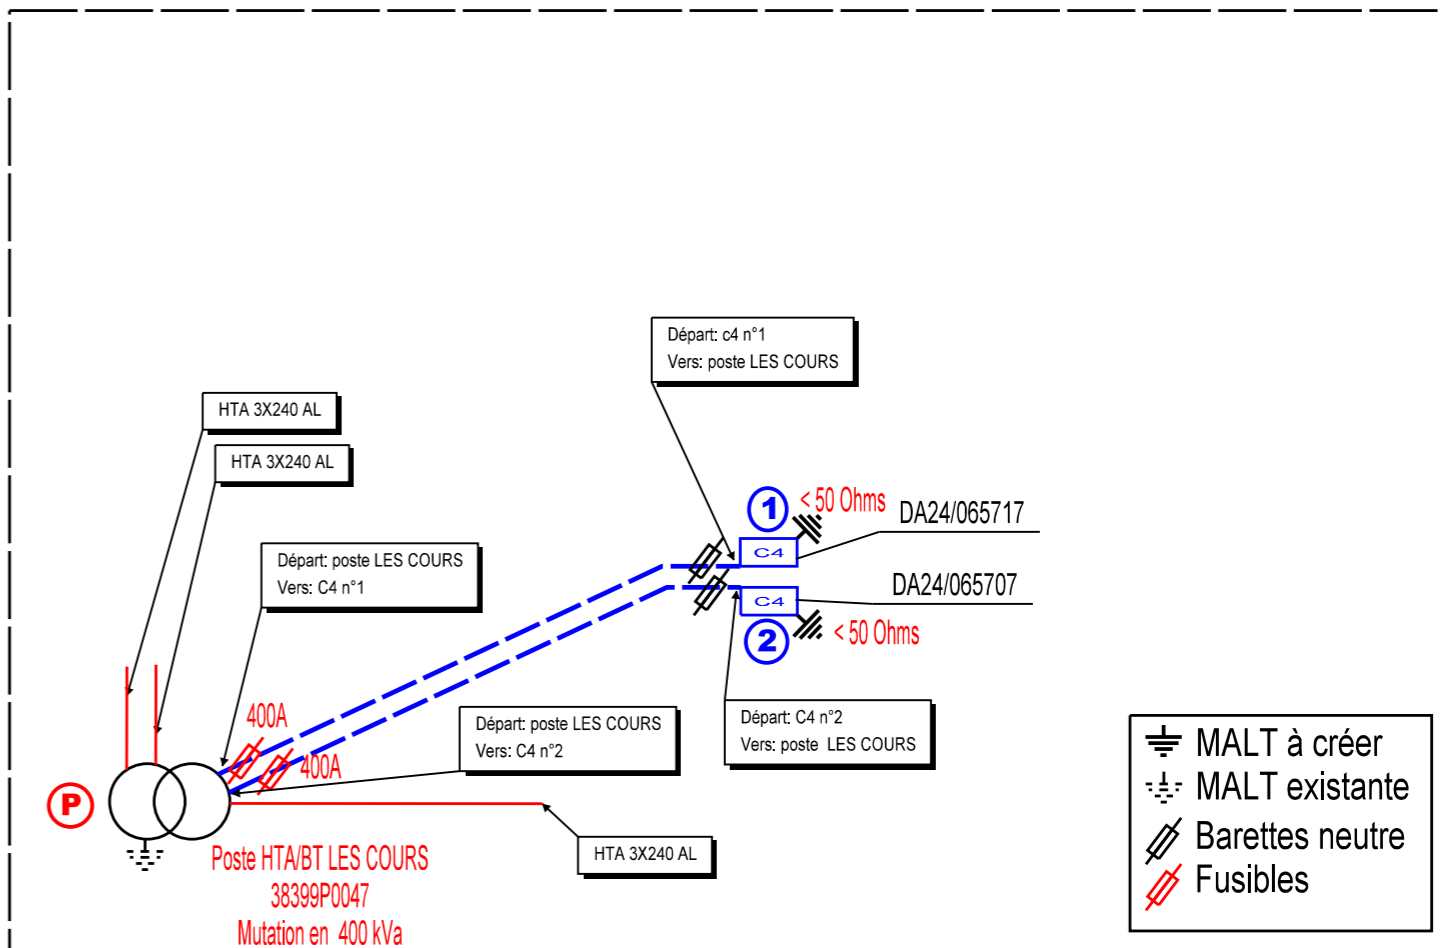 Départ: c4 n°1
Vers: poste LES COURS
HTA 3X240 AL
HTA 3X240 AL
1
< 50 Ohms
DA24/065717
C4
Départ: poste LES COURS
Vers: C4 n°1
DA24/065707
C4
2
< 50 Ohms
400A
Départ: poste LES COURS
Vers: C4 n°2
Départ: C4 n°2
Vers: poste LES COURS
400A
P
HTA 3X240 AL
Poste HTA/BT LES COURS
38399P0047
Mutation en 400 kVa
MALT à créer
MALT existante
Barettes neutre
Fusibles